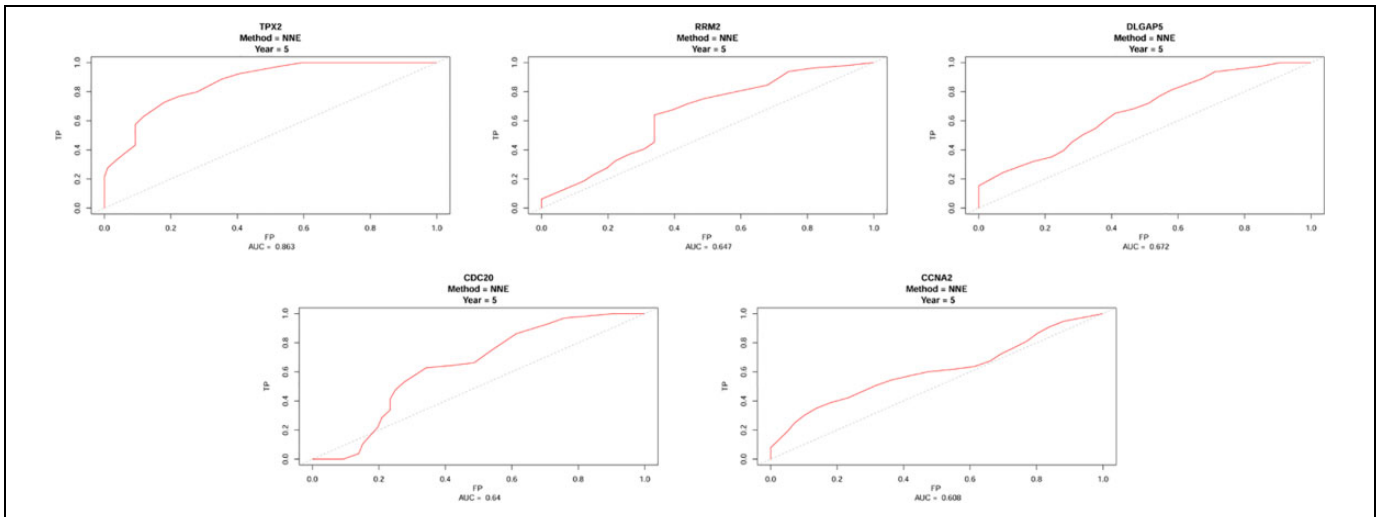 TPX2
Method = NNE
Year = 5
TP
1.0
0.8
0.6
0.4
0.2
0.0
0.0 0.2 0.4 0.6 0.8 1.0
FP
AUC = 0.863
RRM2
Method = NNE
Year = 5
TP
1.0
0.8
0.6
0.4
0.2
0.0
0.0 0.2 0.4 0.6 0.8 1.0
FP
AUC = 0.647
DLGAP5
Method = NNE
Year = 5
TP
1.0
0.8
0.6
0.4
0.2
0.0
0.0 0.2 0.4 0.6 0.8 1.0
FP
AUC = 0.672
CDC20
Method = NNE
Year = 5
TP
1.0
0.8
0.6
0.4
0.2
0.0
0.0 0.2 0.4 0.6 0.8 1.0
FP
AUC = 0.64
CCNA2
Method = NNE
Year = 5
TP
1.0
0.8
0.6
0.4
0.2
0.0
0.0 0.2 0.4 0.6 0.8 1.0
FP
AUC = 0.608